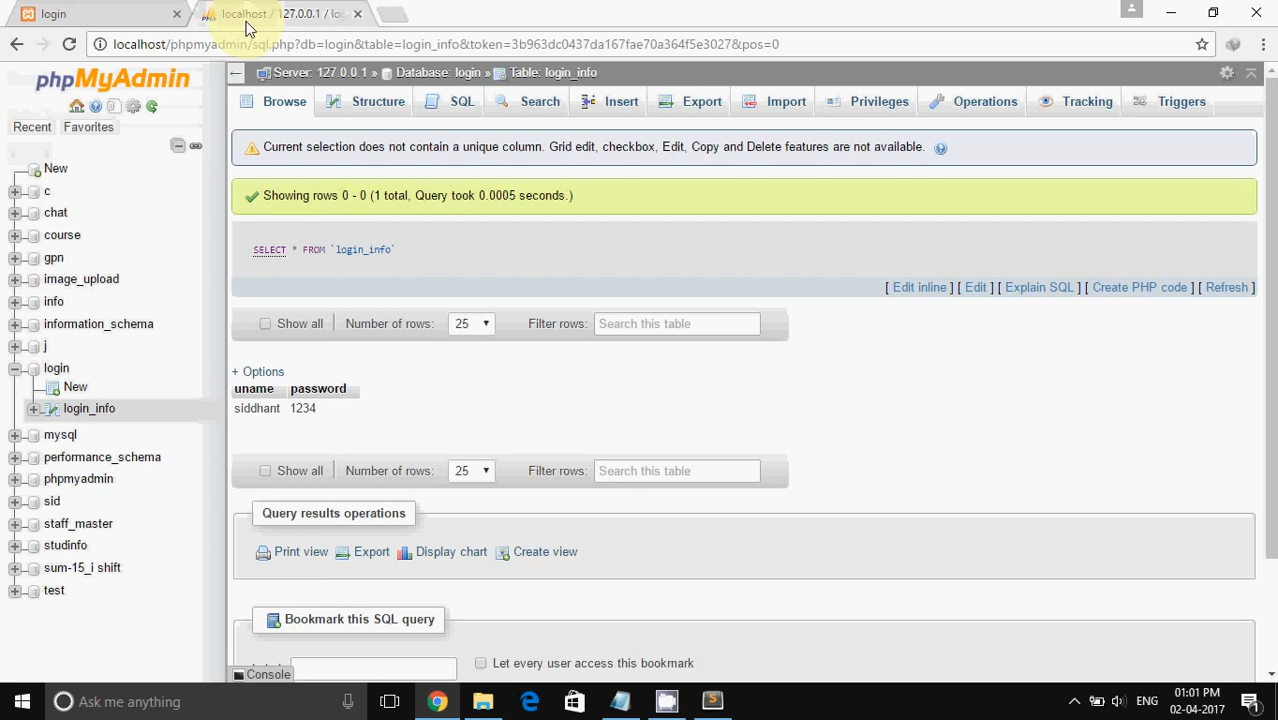 login
localhost / 127.0.0.1 / log
localhost/phpmyadmin/sql.php?db=login&table=login_info&token=3b963dc0437da167fae70a364f5e3027&pos=0
phpMyAdmin
Server: 127.0.0.1 » Database: login » Table: login_info
Browse Structure SQL Search Insert Export Import Privileges Operations Tracking Triggers
Recent Favorites
Current selection does not contain a unique column. Grid edit, checkbox, Edit, Copy and Delete features are not available.
New
c
chat
course
gpn
image_upload
info
information_schema
j
login
New
login_info
mysql
performance_schema
phpmyadmin
sid
staff_master
studinfo
sum-15_i shift
test
Showing rows 0 - 0 (1 total, Query took 0.0005 seconds.)
SELECT * FROM `login_info`
[ Edit inline ] [ Edit ] [ Explain SQL ] [ Create PHP code ] [ Refresh ]
Show all Number of rows: 25 Filter rows: Search this table
+ Options
uname password
siddhant 1234
Show all Number of rows: 25 Filter rows: Search this table
Query results operations
Print view Export Display chart Create view
Bookmark this SQL query
Let every user access this bookmark
Console
Ask me anything
ENG
01:01 PM
02-04-2017